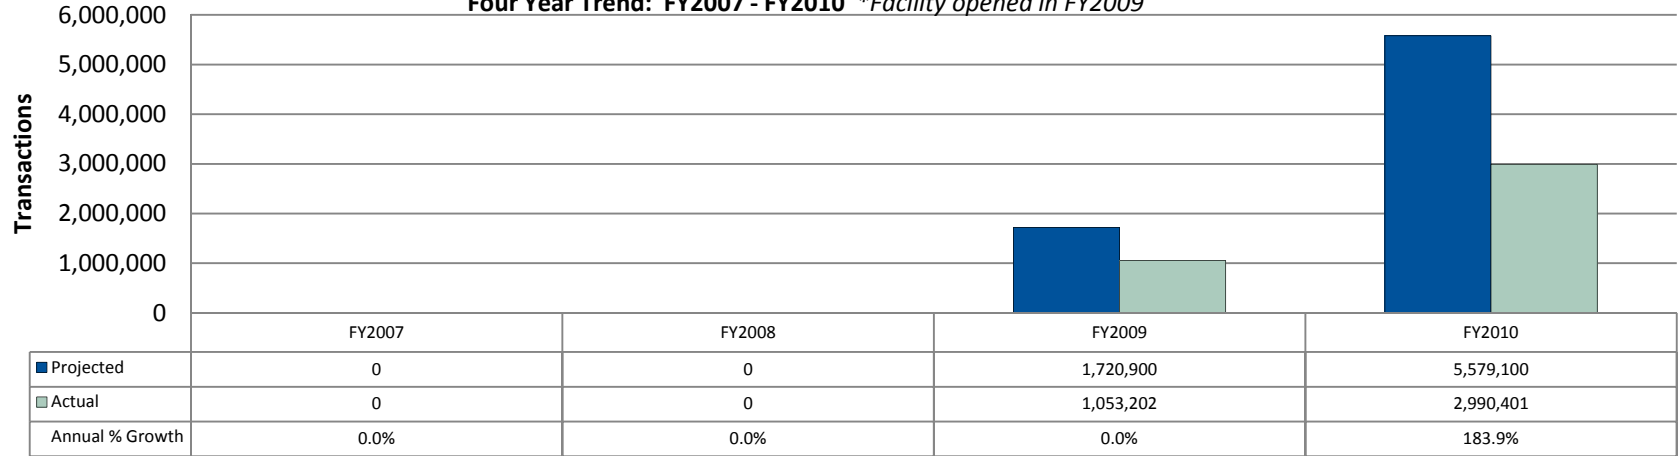 Four Year Trend: FY2007 - FY2010 *Facility opened in FY2009
6,000,000
5,000,000
4,000,000
3,000,000
2,000,000
1,000,000
0
Transactions
FY2007 FY2008 FY2009 FY2010
Projected 0 0 1,720,900 5,579,100
Actual 0 0 1,053,202 2,990,401
Annual % Growth 0.0% 0.0% 0.0% 183.9%